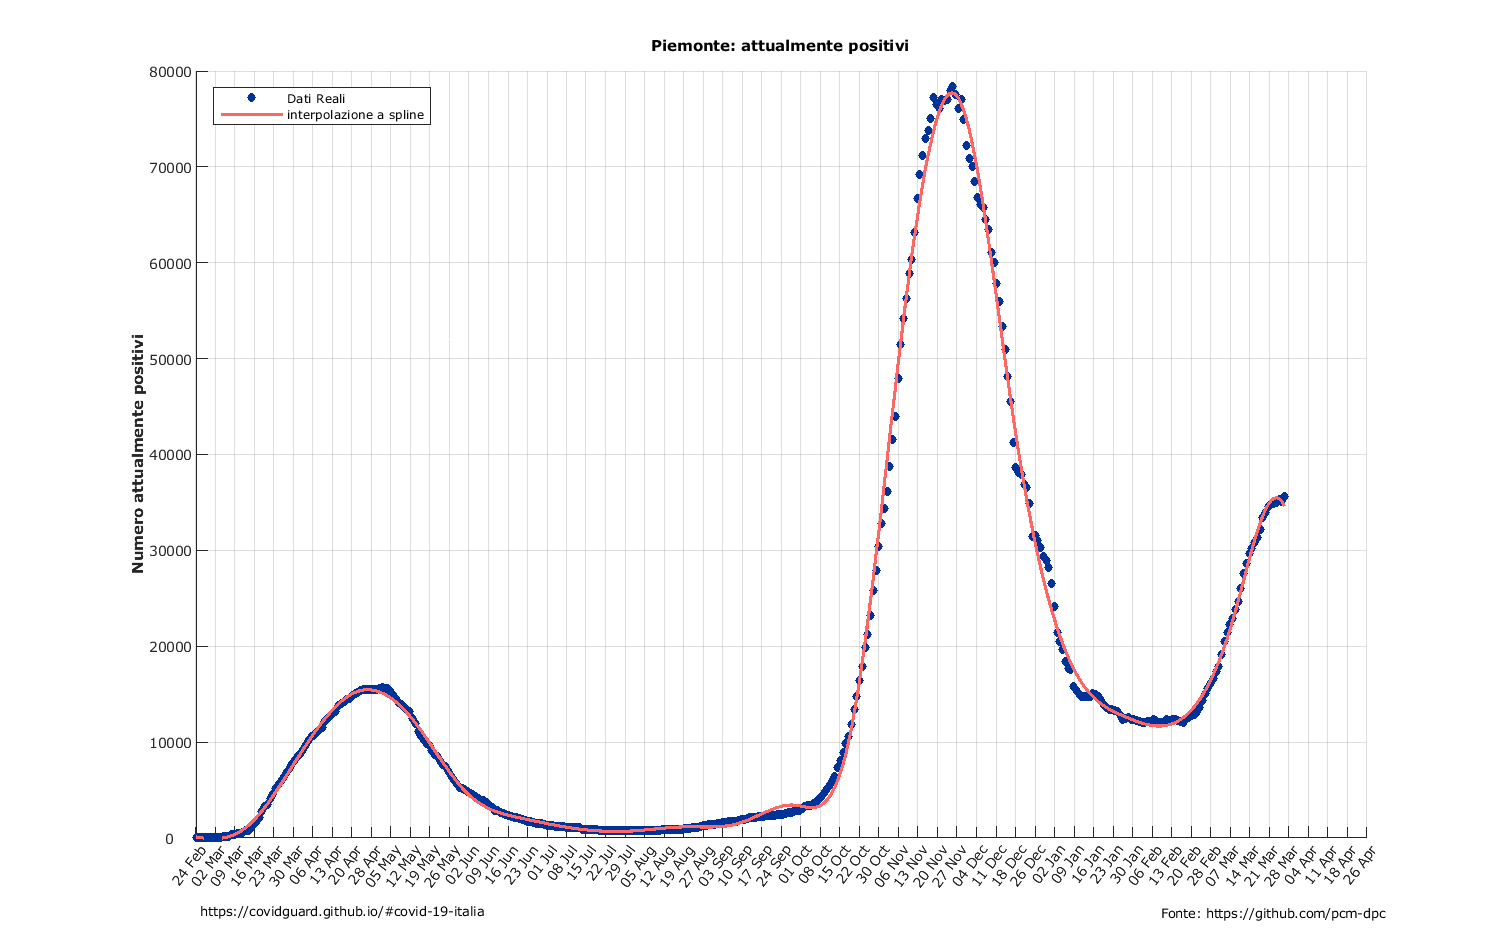 Piemonte: attualmente positivi
Dati Reali
interpolazione a spline
Numero attualmente positivi
80000
70000
60000
50000
40000
30000
20000
10000
0
24 Feb
02 Mar
09 Mar
16 Mar
23 Mar
30 Mar
06 Apr
13 Apr
20 Apr
28 Apr
05 May
12 May
19 May
26 May
02 Jun
09 Jun
16 Jun
23 Jun
01 Jul
08 Jul
15 Jul
22 Jul
29 Jul
05 Aug
12 Aug
19 Aug
27 Aug
03 Sep
10 Sep
17 Sep
24 Sep
01 Oct
08 Oct
15 Oct
22 Oct
30 Oct
06 Nov
13 Nov
20 Nov
27 Nov
04 Dec
11 Dec
18 Dec
26 Dec
02 Jan
09 Jan
16 Jan
23 Jan
30 Jan
06 Feb
13 Feb
20 Feb
28 Feb
07 Mar
14 Mar
21 Mar
28 Mar
04 Apr
11 Apr
18 Apr
26 Apr
https://covidguard.github.io/#covid-19-italia
Fonte: https://github.com/pcm-dpc